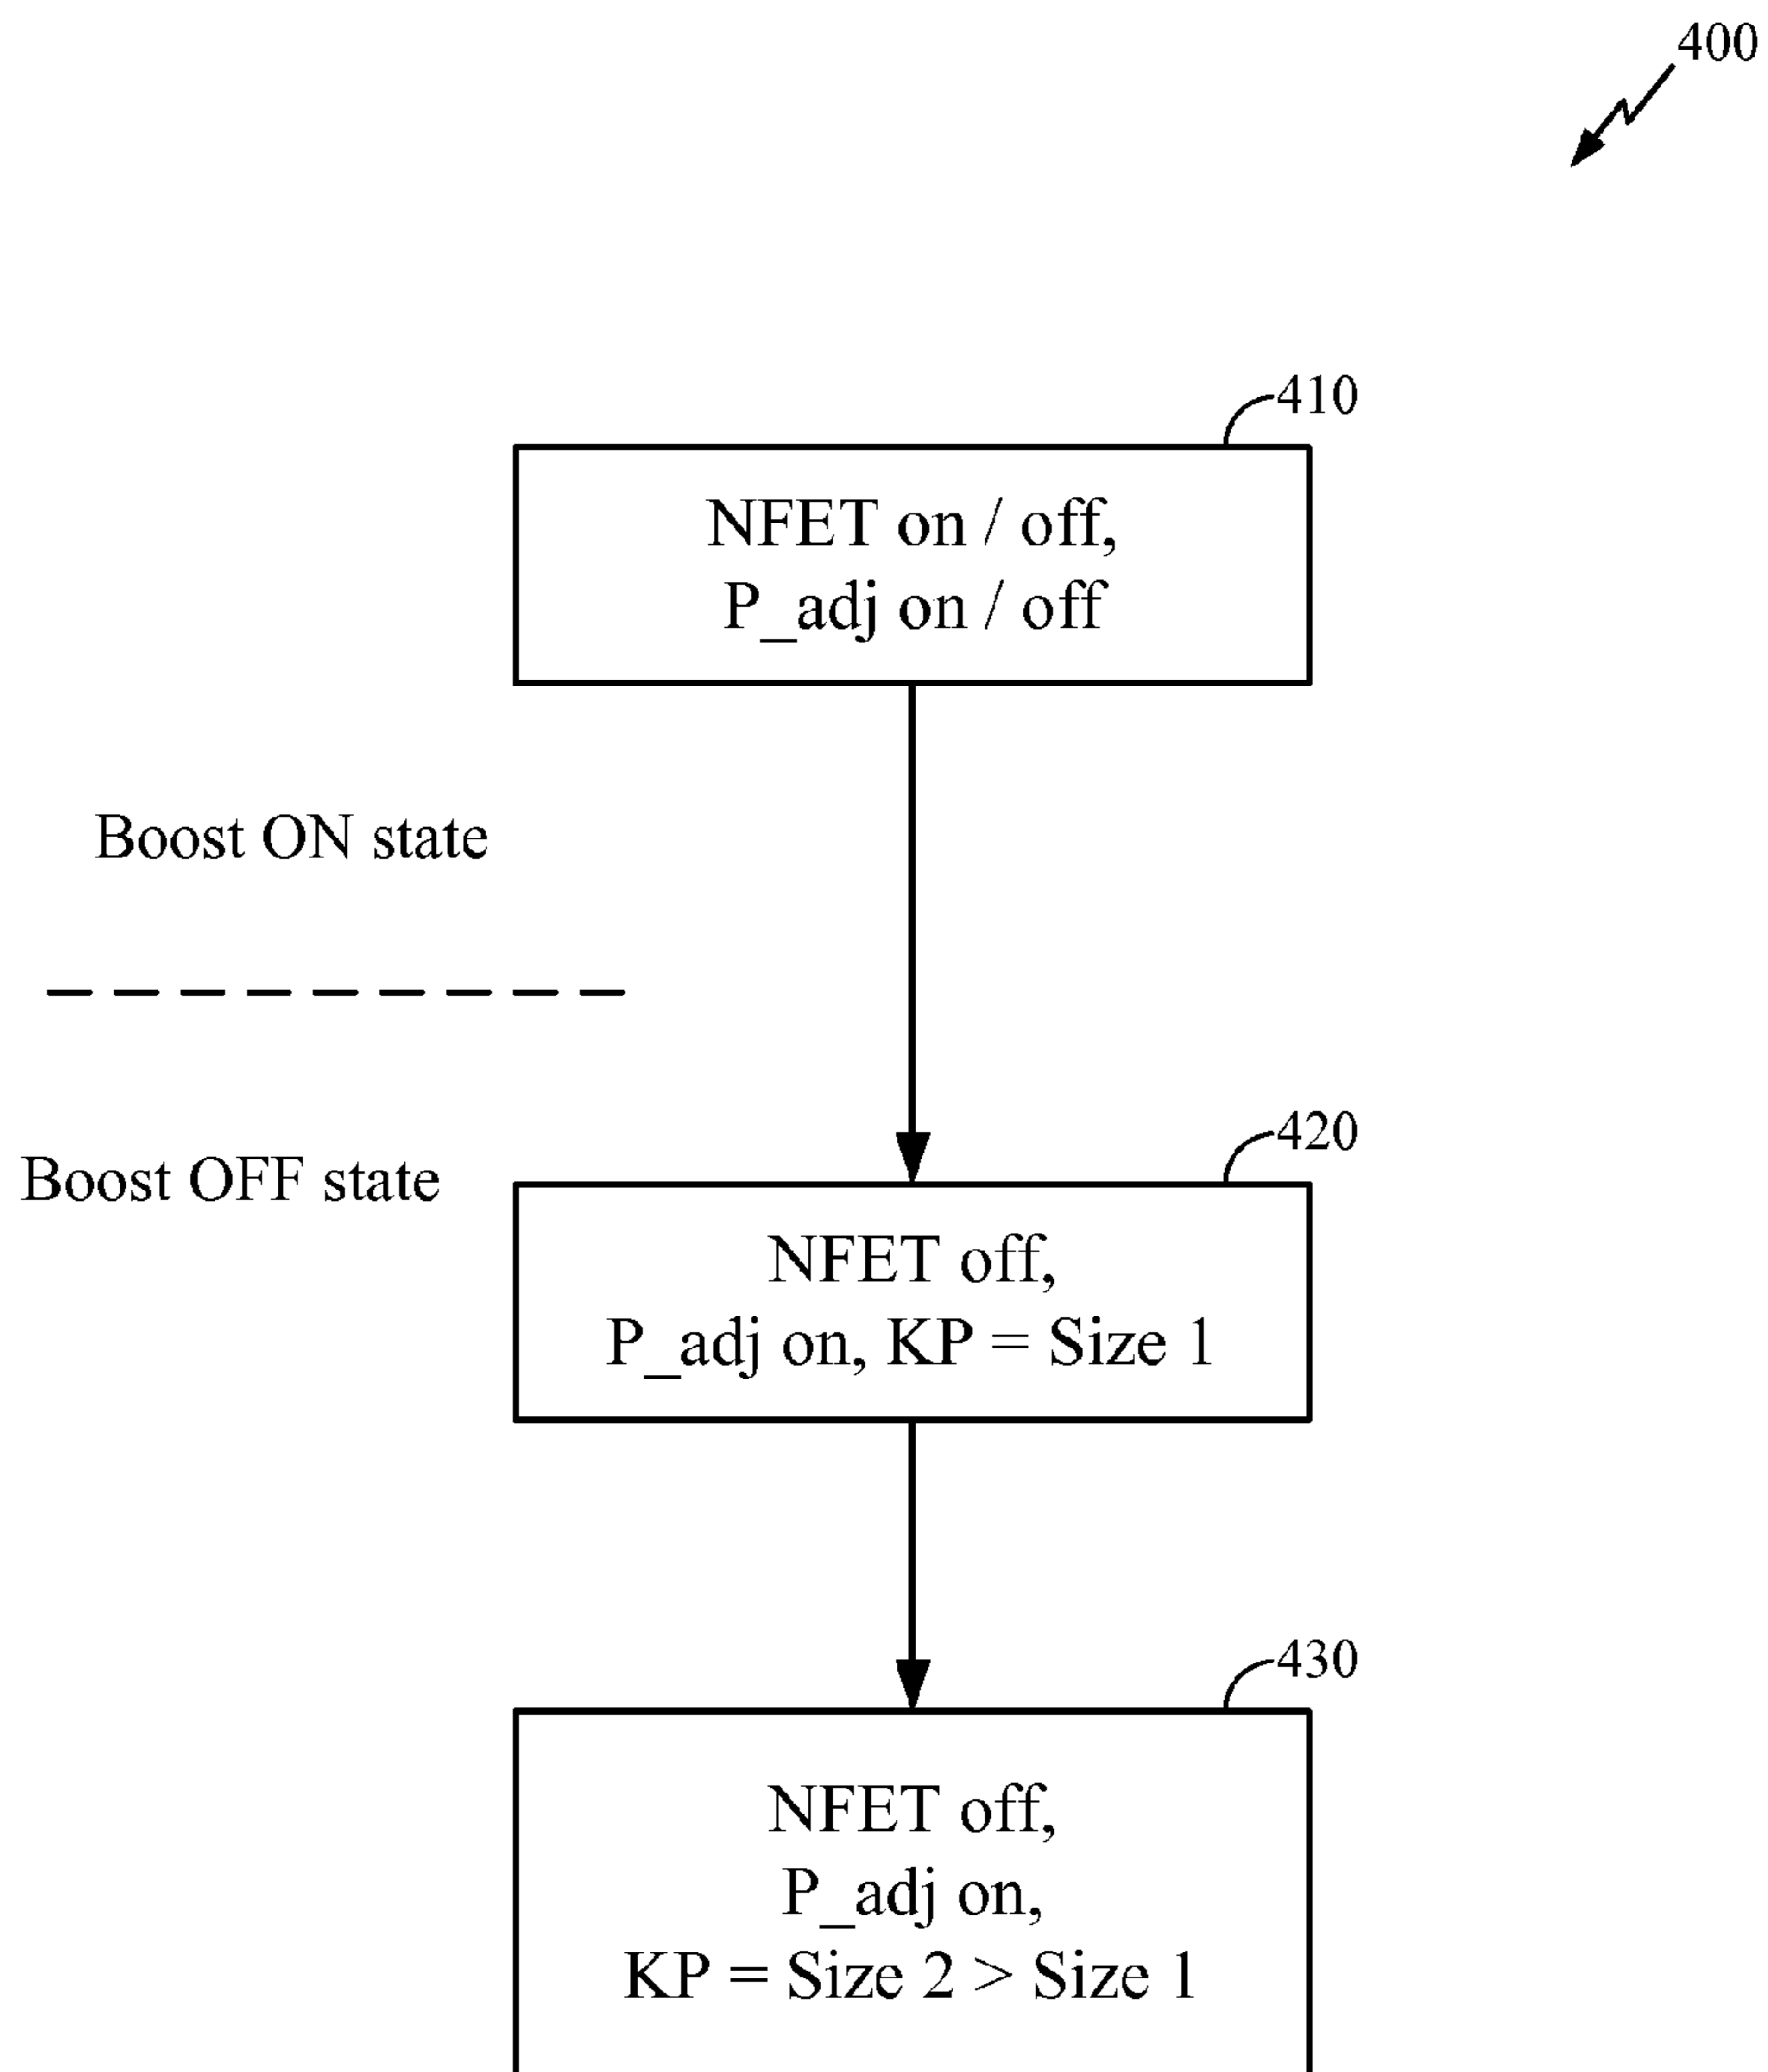 400
410
NFET on / off,
P_adj on / off
Boost ON state
Boost OFF state
420
NFET off,
P_adj on, KP = Size 1
430
NFET off,
P_adj on,
KP = Size 2 > Size 1